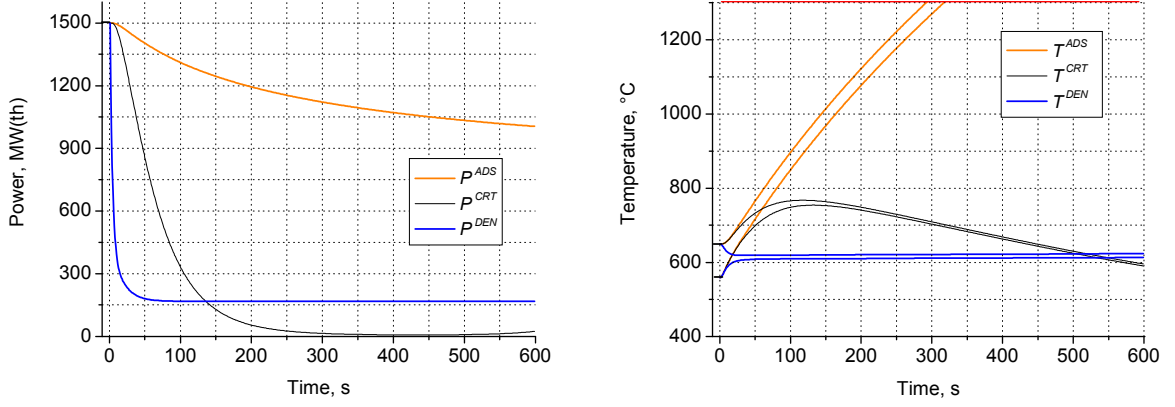 Power, MW(th)
1500
1200
900
600
300
0
P^ADS
P^CRT
P^DEN
0 100 200 300 400 500 600
Time, s
Temperature, °C
1200
1000
800
600
400
T^ADS
T^CRT
T^DEN
0 100 200 300 400 500 600
Time, s